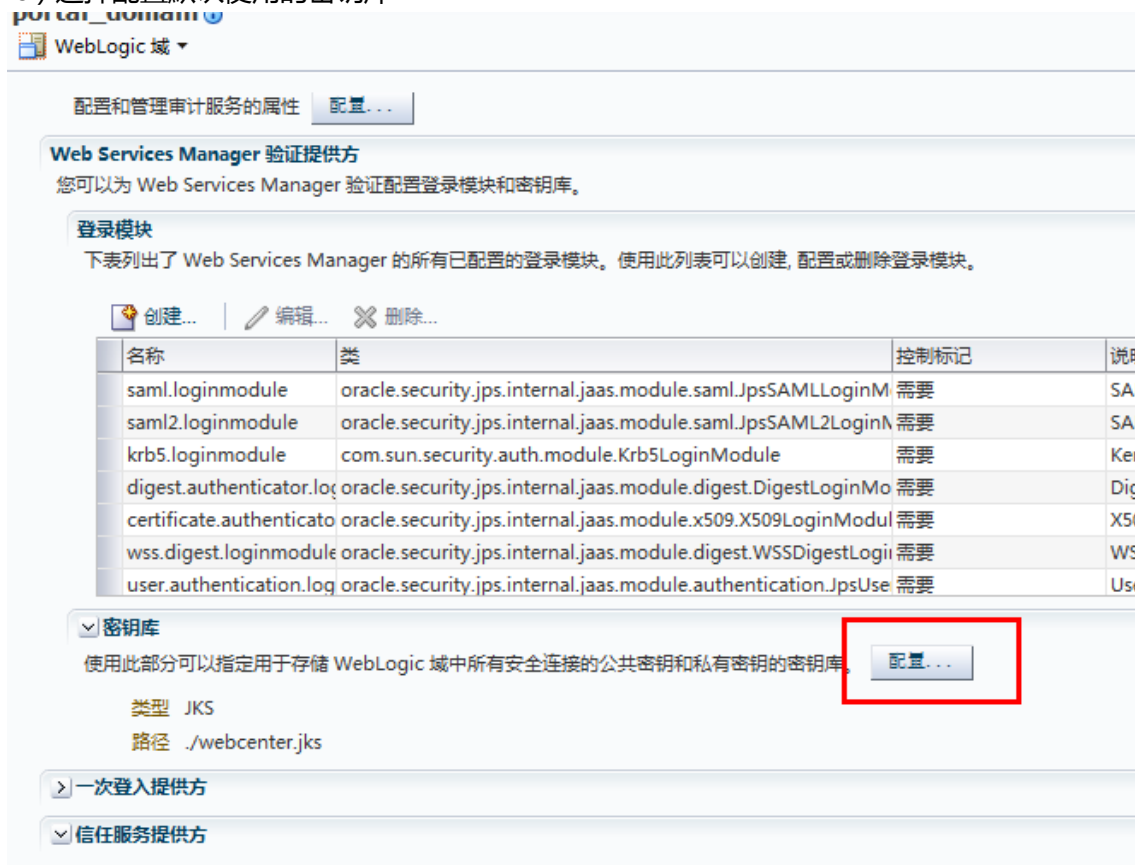 portal_domain
WebLogic 域
配置和管理审计服务的属性 配置...
Web Services Manager 验证提供方
您可以为 Web Services Manager 验证配置登录模块和密钥库。
登录模块
下表列出了 Web Services Manager 的所有已配置的登录模块。使用此列表可以创建, 配置或删除登录模块。
创建... 编辑... 删除...
名称 类 控制标记
saml.loginmodule oracle.security.jps.internal.jaas.module.saml.JpsSAMLLoginM 需要 SA
saml2.loginmodule oracle.security.jps.internal.jaas.module.saml.JpsSAML2Login 需要 SA
krb5.loginmodule com.sun.security.auth.module.Krb5LoginModule 需要 Ke
digest.authenticator.log oracle.security.jps.internal.jaas.module.digest.DigestLoginMo 需要 Dig
certificate.authenticato oracle.security.jps.internal.jaas.module.x509.X509LoginModul 需要 X5
wss.digest.loginmodule oracle.security.jps.internal.jaas.module.digest.WSSDigestLogi 需要 WS
user.authentication.log oracle.security.jps.internal.jaas.module.authentication.JpsUse 需要 Use
密钥库
使用此部分可以指定用于存储 WebLogic 域中所有安全连接的公共密钥和私有密钥的密钥库。 配置...
类型 JKS
路径 ./webcenter.jks
一次登入提供方
信任服务提供方